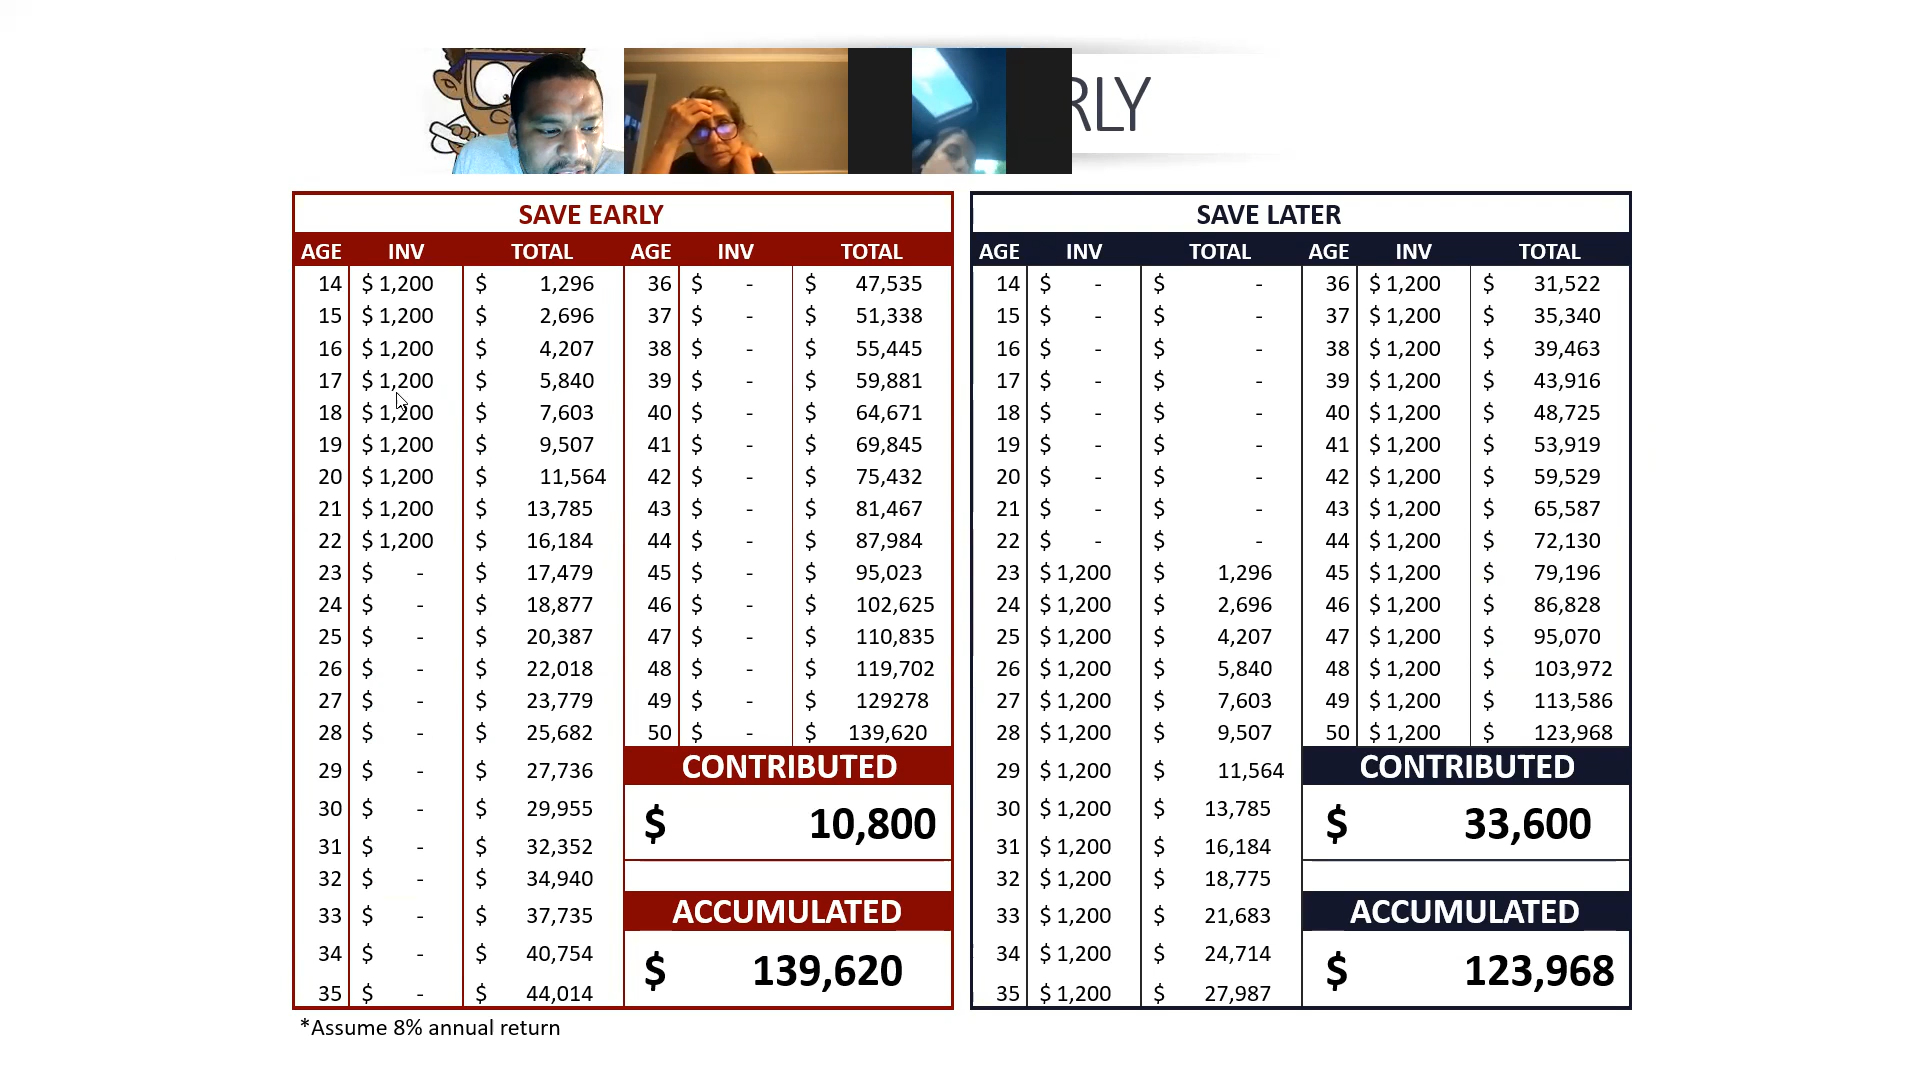 RLY
SAVE EARLY
AGE INV TOTAL AGE INV TOTAL
14 $ 1,200 $ 1,296 36 $ - $ 47,535
15 $ 1,200 $ 2,696 37 $ - $ 51,338
16 $ 1,200 $ 4,207 38 $ - $ 55,445
17 $ 1,200 $ 5,840 39 $ - $ 59,881
18 $ 1,200 $ 7,603 40 $ - $ 64,671
19 $ 1,200 $ 9,507 41 $ - $ 69,845
20 $ 1,200 $ 11,564 42 $ - $ 75,432
21 $ 1,200 $ 13,785 43 $ - $ 81,467
22 $ 1,200 $ 16,184 44 $ - $ 87,984
23 $ - $ 17,479 45 $ - $ 95,023
24 $ - $ 18,877 46 $ - $ 102,625
25 $ - $ 20,387 47 $ - $ 110,835
26 $ - $ 22,018 48 $ - $ 119,702
27 $ - $ 23,779 49 $ - $ 129278
28 $ - $ 25,682 50 $ - $ 139,620
29 $ - $ 27,736
30 $ - $ 29,955
31 $ - $ 32,352
32 $ - $ 34,940
33 $ - $ 37,735
34 $ - $ 40,754
35 $ - $ 44,014
CONTRIBUTED
$ 10,800
ACCUMULATED
$ 139,620
SAVE LATER
AGE INV TOTAL AGE INV TOTAL
14 $ - $ - 36 $ 1,200 $ 31,522
15 $ - $ - 37 $ 1,200 $ 35,340
16 $ - $ - 38 $ 1,200 $ 39,463
17 $ - $ - 39 $ 1,200 $ 43,916
18 $ - $ - 40 $ 1,200 $ 48,725
19 $ - $ - 41 $ 1,200 $ 53,919
20 $ - $ - 42 $ 1,200 $ 59,529
21 $ - $ - 43 $ 1,200 $ 65,587
22 $ - $ - 44 $ 1,200 $ 72,130
23 $ 1,200 $ 1,296 45 $ 1,200 $ 79,196
24 $ 1,200 $ 2,696 46 $ 1,200 $ 86,828
25 $ 1,200 $ 4,207 47 $ 1,200 $ 95,070
26 $ 1,200 $ 5,840 48 $ 1,200 $ 103,972
27 $ 1,200 $ 7,603 49 $ 1,200 $ 113,586
28 $ 1,200 $ 9,507 50 $ 1,200 $ 123,968
29 $ 1,200 $ 11,564
30 $ 1,200 $ 13,785
31 $ 1,200 $ 16,184
32 $ 1,200 $ 18,775
33 $ 1,200 $ 21,683
34 $ 1,200 $ 24,714
35 $ 1,200 $ 27,987
CONTRIBUTED
$ 33,600
ACCUMULATED
$ 123,968
*Assume 8% annual return